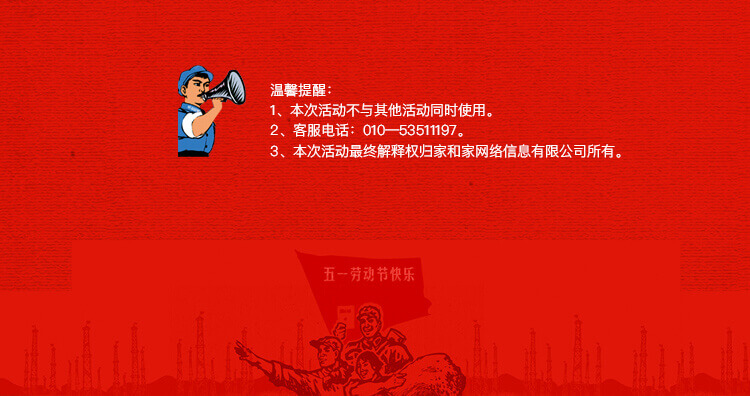 温馨提醒：
1、本次活动不与其他活动同时使用。
2、客服电话：010—53511197。
3、本次活动最终解释权归家和家网络信息有限公司所有。
五一劳动节快乐